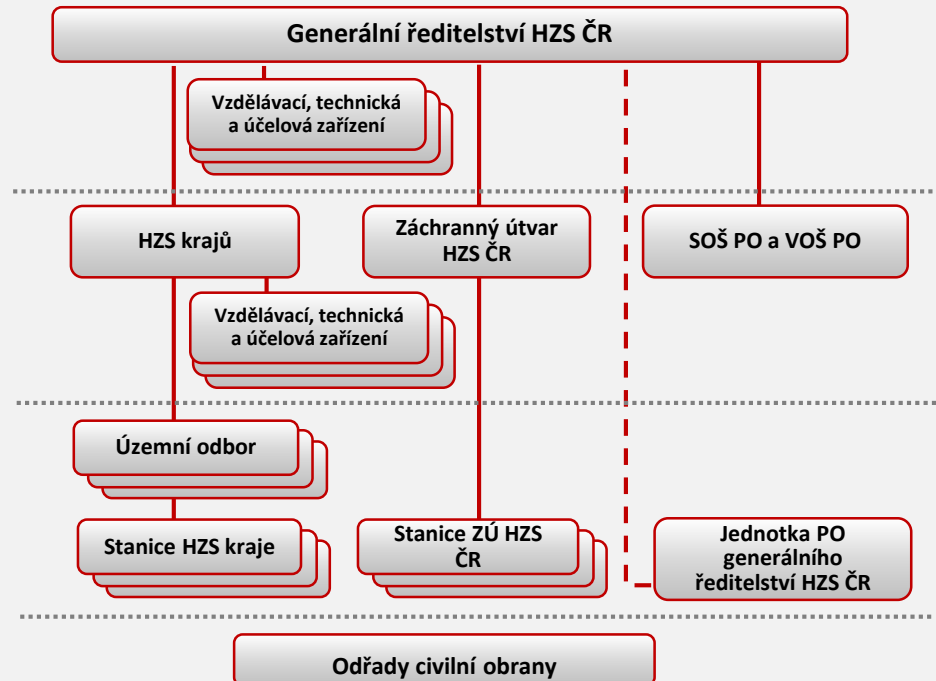 Generální ředitelství HZS ČR
Vzdělávací, technická
a účelová zařízení
HZS krajů
Záchranný útvar
HZS ČR
SOŠ PO a VOŠ PO
Vzdělávací, technická
a účelová zařízení
Územní odbor
Stanice HZS kraje
Stanice ZÚ HZS
ČR
Jednotka PO
generálního
ředitelství HZS ČR
Odřady civilní obrany